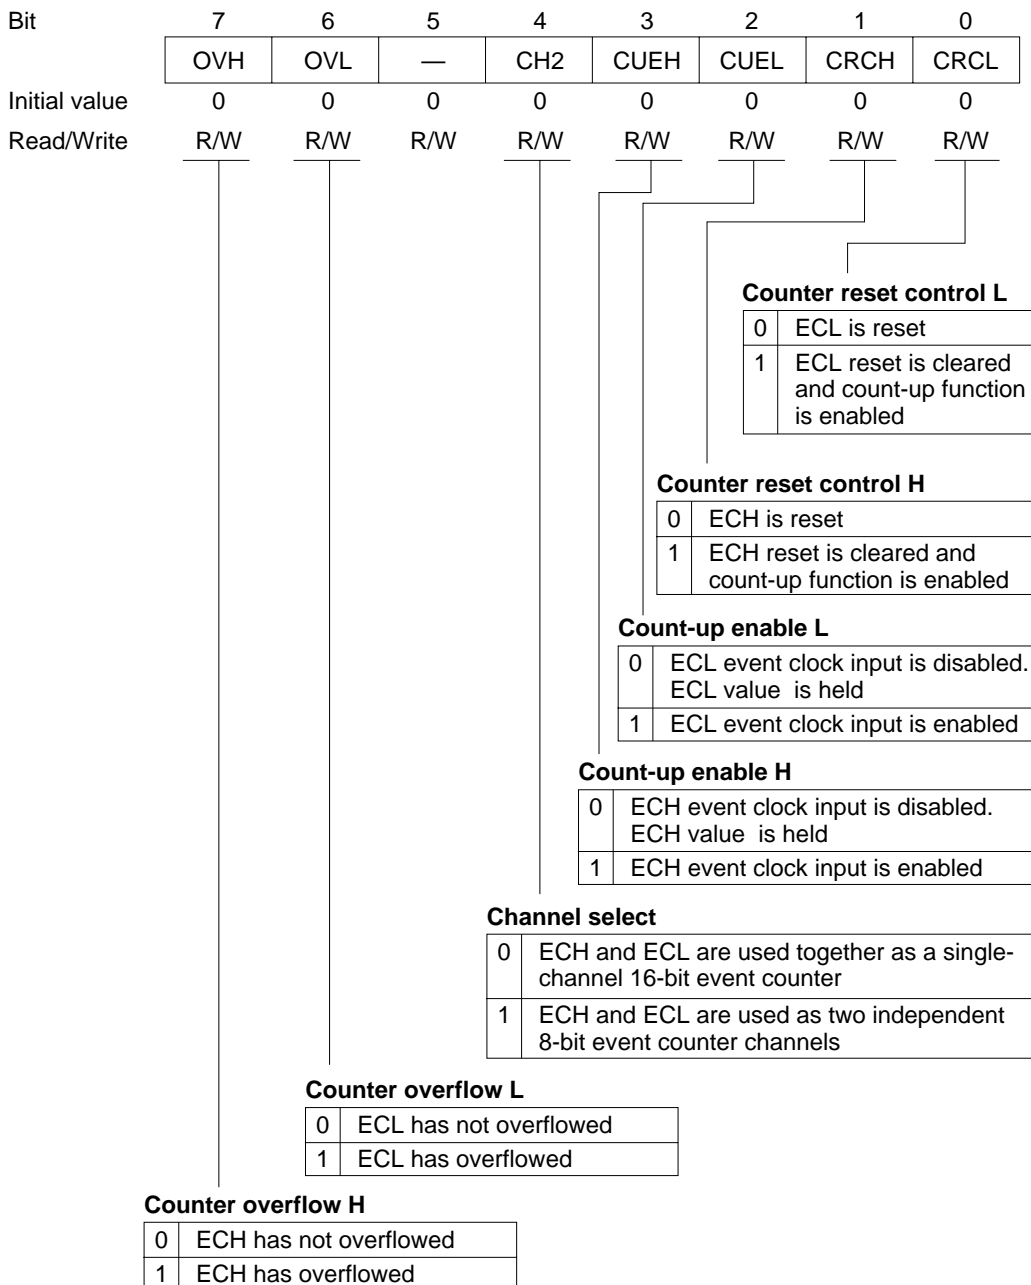 Bit 7 6 5 4 3 2 1 0
OVH OVL — CH2 CUEH CUEL CRCH CRCL
Initial value 0 0 0 0 0 0 0 0
Read/Write R/W R/W R/W R/W R/W R/W R/W R/W
Counter reset control L
0 ECL is reset
1 ECL reset is cleared
and count-up function
is enabled
Counter reset control H
0 ECH is reset
1 ECH reset is cleared and
count-up function is enabled
Count-up enable L
0 ECL event clock input is disabled.
ECL value is held
1 ECL event clock input is enabled
Count-up enable H
0 ECH event clock input is disabled.
ECH value is held
1 ECH event clock input is enabled
Channel select
0 ECH and ECL are used together as a single-
channel 16-bit event counter
1 ECH and ECL are used as two independent
8-bit event counter channels
Counter overflow L
0 ECL has not overflowed
1 ECL has overflowed
Counter overflow H
0 ECH has not overflowed
1 ECH has overflowed